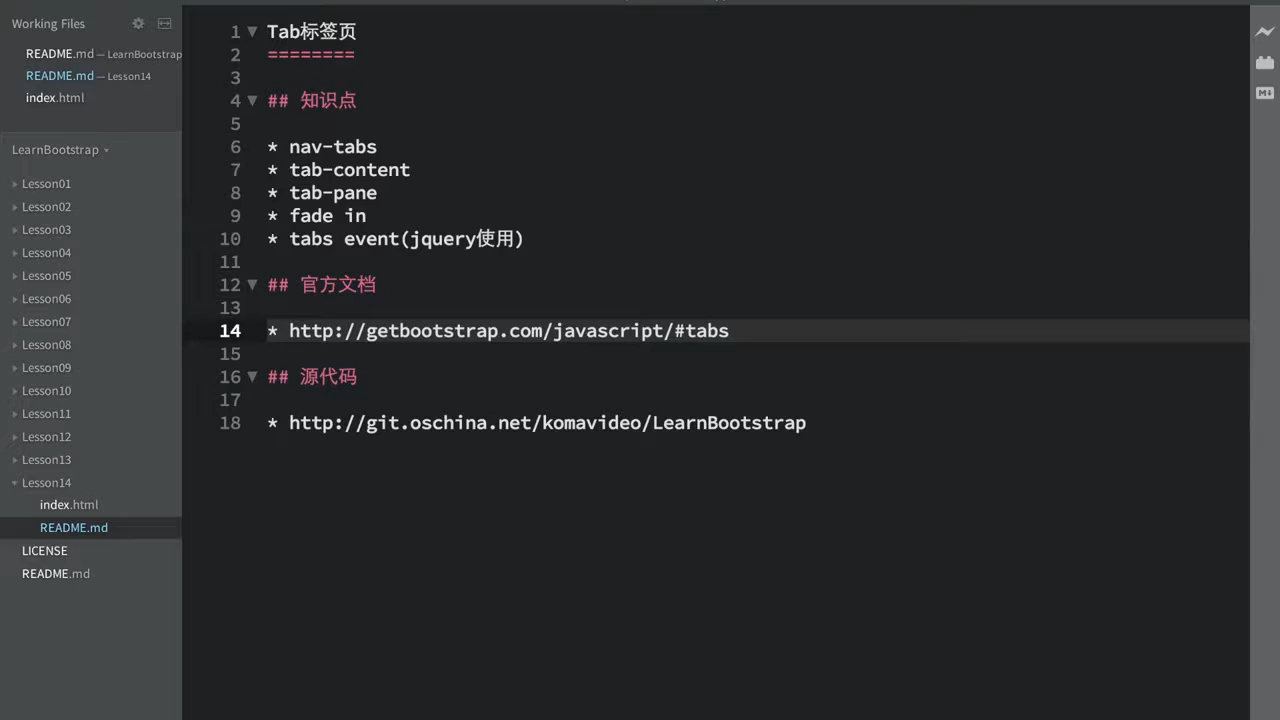 Working Files
README.md — LearnBootstrap
README.md — Lesson14
index.html
LearnBootstrap
Lesson01
Lesson02
Lesson03
Lesson04
Lesson05
Lesson06
Lesson07
Lesson08
Lesson09
Lesson10
Lesson11
Lesson12
Lesson13
Lesson14
index.html
README.md
LICENSE
README.md
1 Tab标签页
2 ========
3
4 ## 知识点
5
6 * nav-tabs
7 * tab-content
8 * tab-pane
9 * fade in
10 * tabs event(jquery使用)
11
12 ## 官方文档
13
14 * http://getbootstrap.com/javascript/#tabs
15
16 ## 源代码
17
18 * http://git.oschina.net/komavideo/LearnBootstrap
M↓